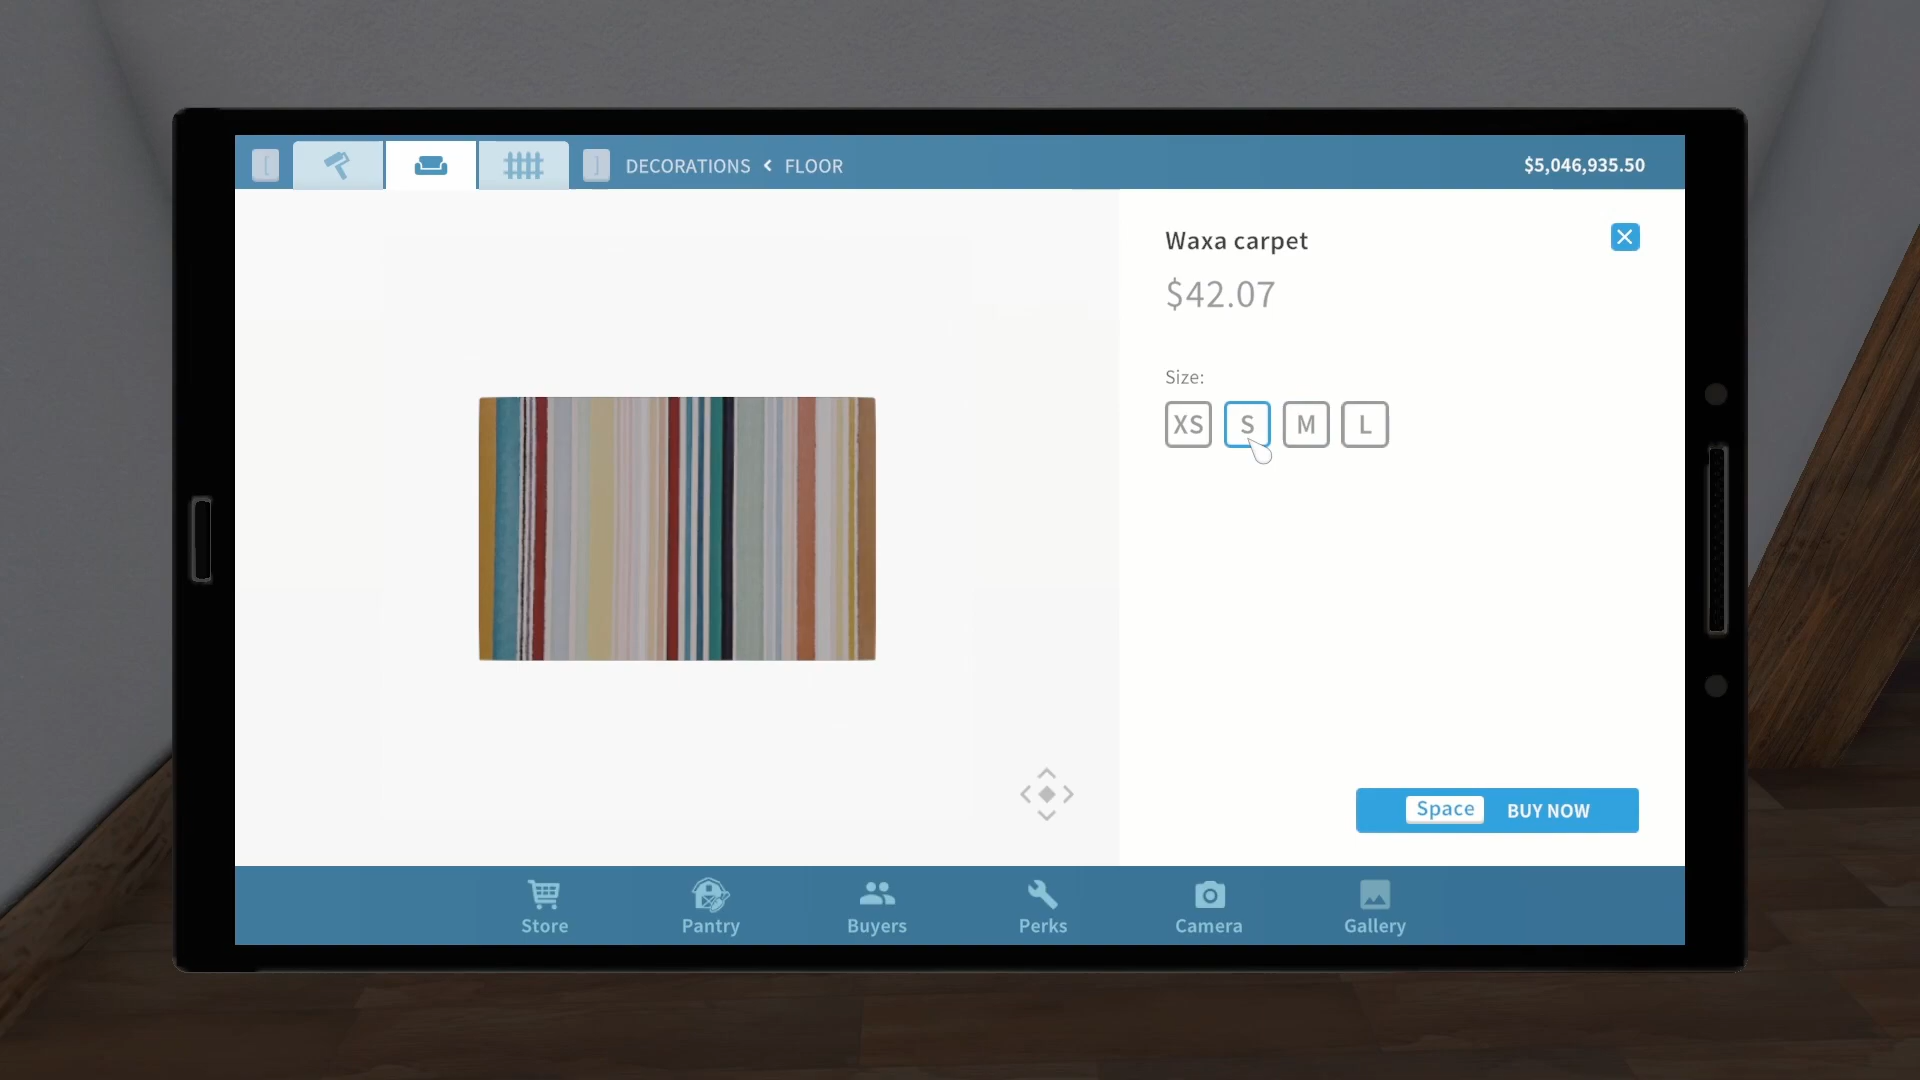 [ ] DECORATIONS < FLOOR $5,046,935.50
Waxa carpet
$42.07
Size:
XS S M L
Space BUY NOW
Store Pantry Buyers Perks Camera Gallery